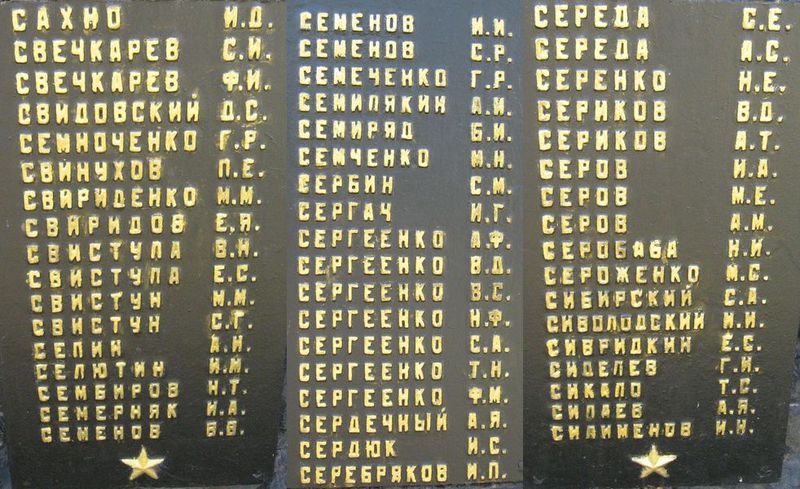 САХНО И.Д.
СВЕЧКАРЕВ С.И.
СВЕЧКАРЕВ Ф.И.
СВИДОВСКИЙ Д.С.
СЕМНОЧЕНКО Г.Р.
СВИНУХОВ П.Е.
СВИРИДЕНКО М.М.
СВИРИДОВ Е.Я.
СВИСТУЛА В.Н.
СВИСТУЛА Е.С.
СВИСТУН М.М.
СВИСТУН С.Г.
СЕЛИН А.Н.
СЕЛЮТИН И.М.
СЕМБИРОВ Н.Т.
СЕМЕРНЯК И.А.
СЕМЕНОВ В.В.
СЕМЕНОВ И.И.
СЕМЕНОВ С.Р.
СЕМЕЧЕНКО Г.Р.
СЕМИЛЯКИН А.И.
СЕМИРЯД Б.И.
СЕМЧЕНКО М.Н.
СЕРБИН С.М.
СЕРГАЧ И.Г.
СЕРГЕЕНКО А.Ф.
СЕРГЕЕНКО В.Д.
СЕРГЕЕНКО В.С.
СЕРГЕЕНКО Н.Ф.
СЕРГЕЕНКО С.А.
СЕРГЕЕНКО Т.Н.
СЕРГЕЕНКО Ф.М.
СЕРДЕЧНЫЙ А.Я.
СЕРДЮК И.С.
СЕРЕБРЯКОВ И.П.
СЕРЕДА С.Е.
СЕРЕДА А.С.
СЕРЕНКО Н.Е.
СЕРИКОВ В.Д.
СЕРИКОВ А.Т.
СЕРОВ И.А.
СЕРОВ М.Е.
СЕРОВ А.М.
СЕРОБАБА Н.И.
СЕРОЖЕНКО М.С.
СИБИРСКИЙ С.А.
СИВОЛОДСКИЙ И.И.
СИВРИДКИН Е.С.
СИДЕЛЕВ Г.И.
СИКАЛО Т.С.
СИЛАЕВ А.Я.
СИЛИМЕНОВ И.Н.